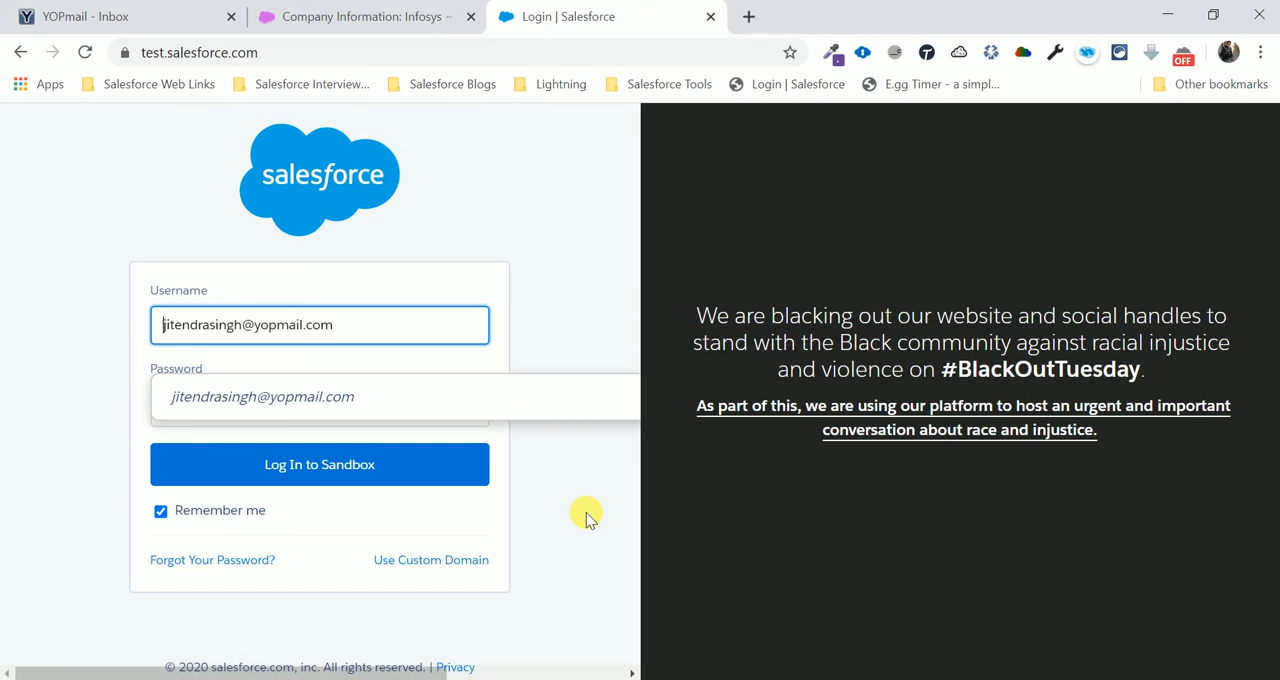 YOPmail - Inbox
Company Information: Infosys ~
Login | Salesforce
test.salesforce.com
OFF
Apps
Salesforce Web Links
Salesforce Interview...
Salesforce Blogs
Lightning
Salesforce Tools
Login | Salesforce
E.gg Timer - a simpl...
Other bookmarks
salesforce
Username
jitendrasingh@yopmail.com
Password
jitendrasingh@yopmail.com
Log In to Sandbox
Remember me
Forgot Your Password?
Use Custom Domain
© 2020 salesforce.com, inc. All rights reserved. | Privacy
We are blacking out our website and social handles to
stand with the Black community against racial injustice
and violence on #BlackOutTuesday.
As part of this, we are using our platform to host an urgent and important
conversation about race and injustice.